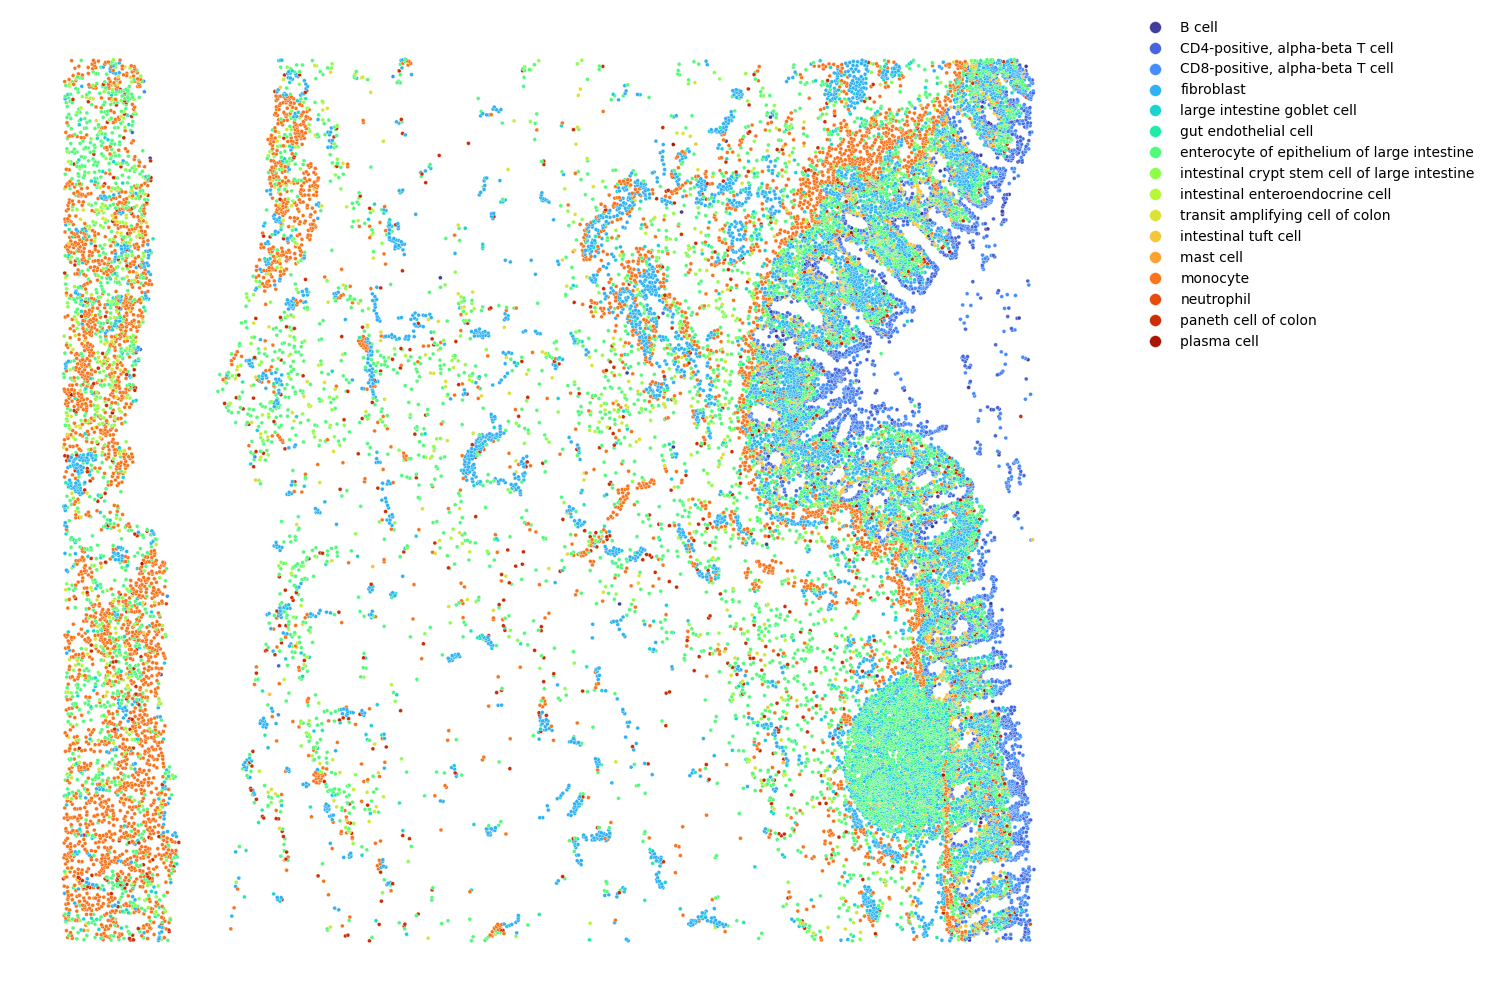 B cell
CD4-positive, alpha-beta T cell
CD8-positive, alpha-beta T cell
fibroblast
large intestine goblet cell
gut endothelial cell
enterocyte of epithelium of large intestine
intestinal crypt stem cell of large intestine
intestinal enteroendocrine cell
transit amplifying cell of colon
intestinal tuft cell
mast cell
monocyte
neutrophil
paneth cell of colon
plasma cell